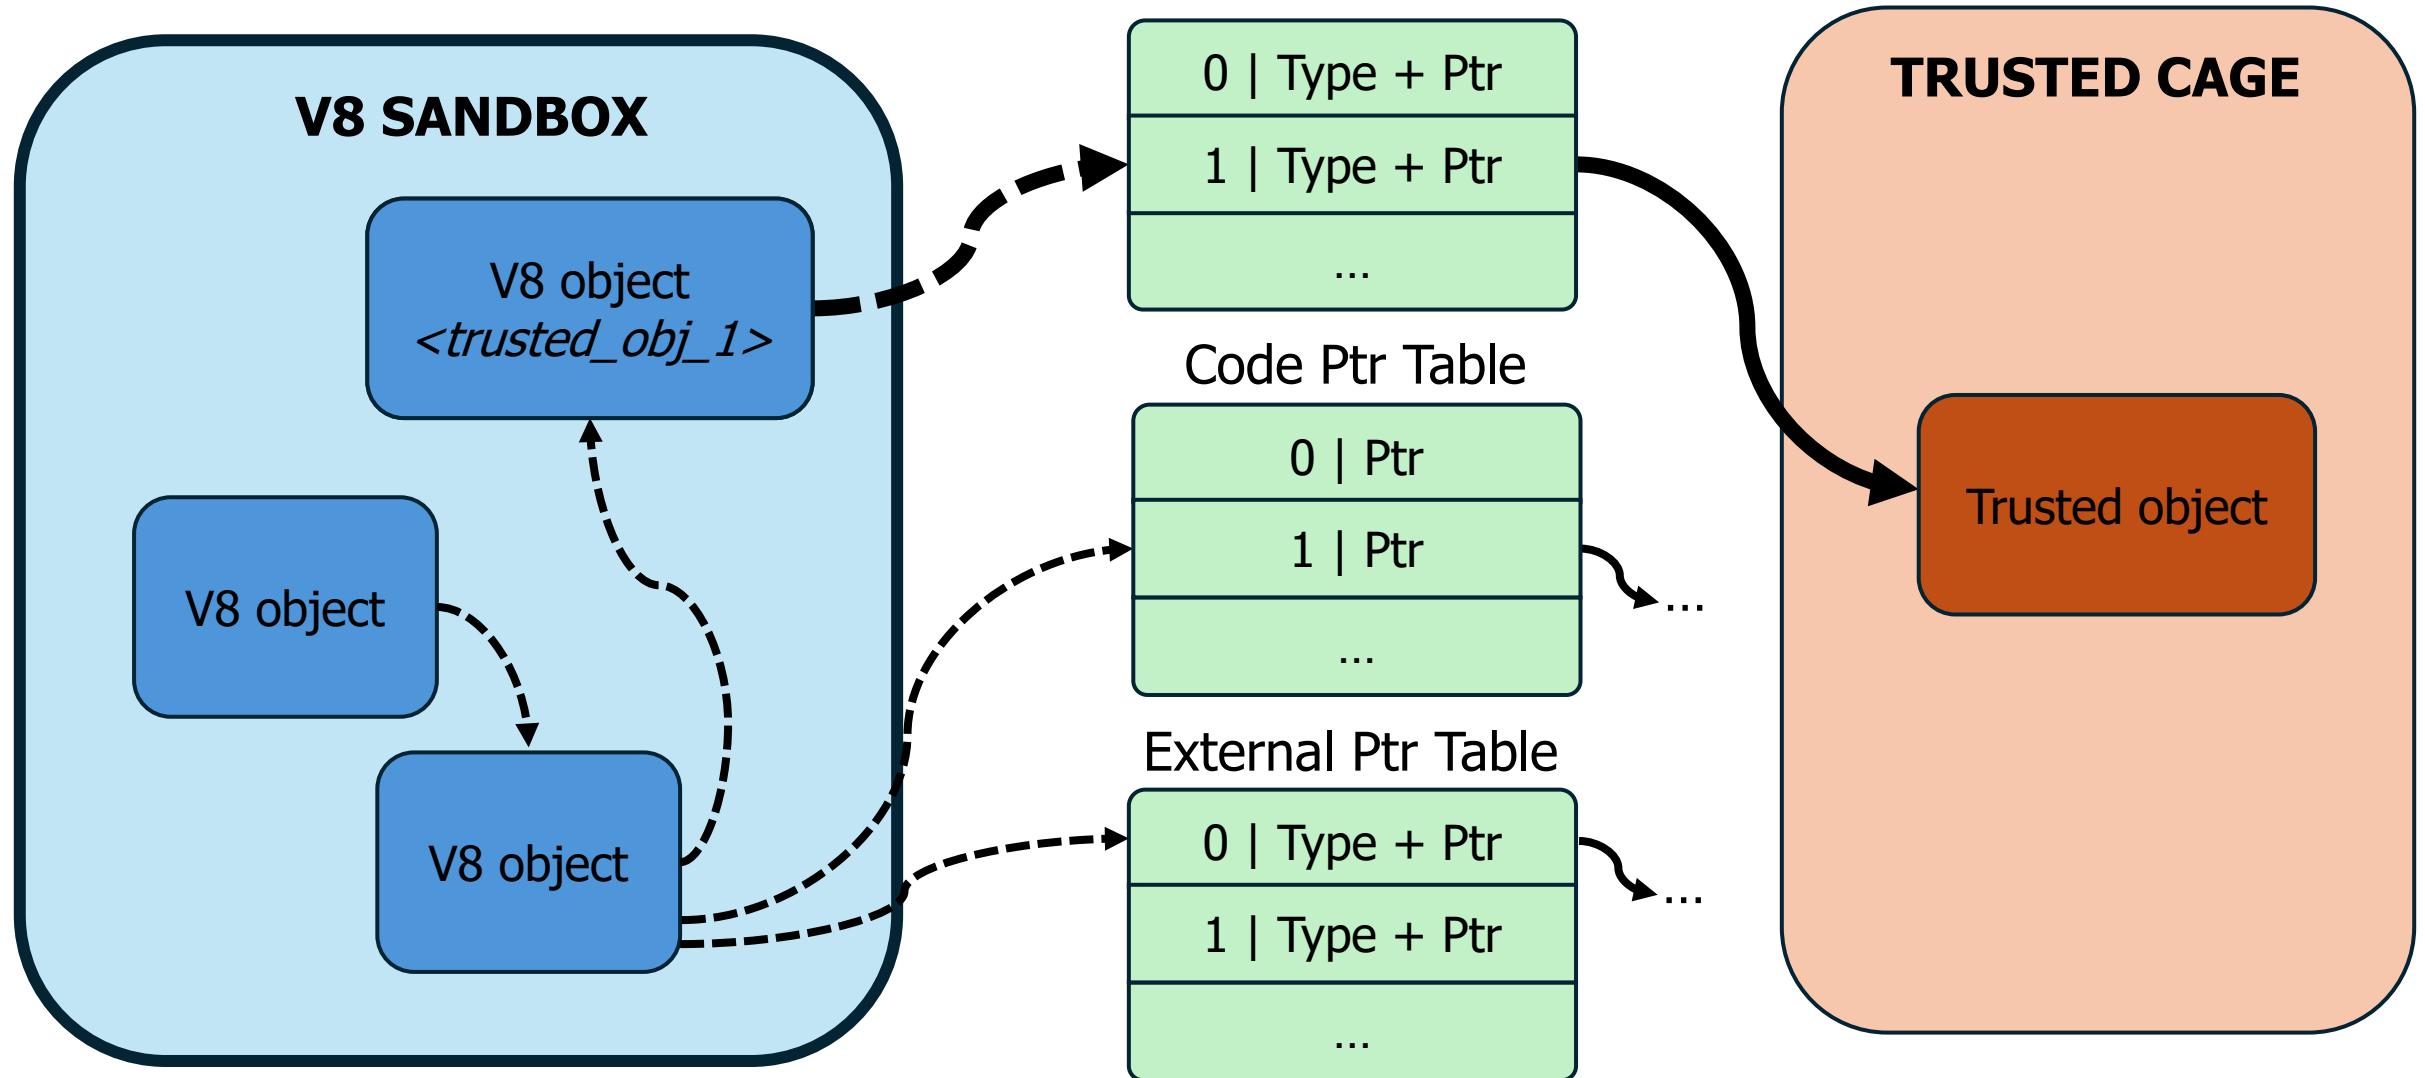 V8 SANDBOX
V8 object
<trusted_obj_1>
V8 object
V8 object
0 | Type + Ptr
1 | Type + Ptr
...
Code Ptr Table
0 | Ptr
1 | Ptr
...
...
External Ptr Table
0 | Type + Ptr
1 | Type + Ptr
...
...
TRUSTED CAGE
Trusted object